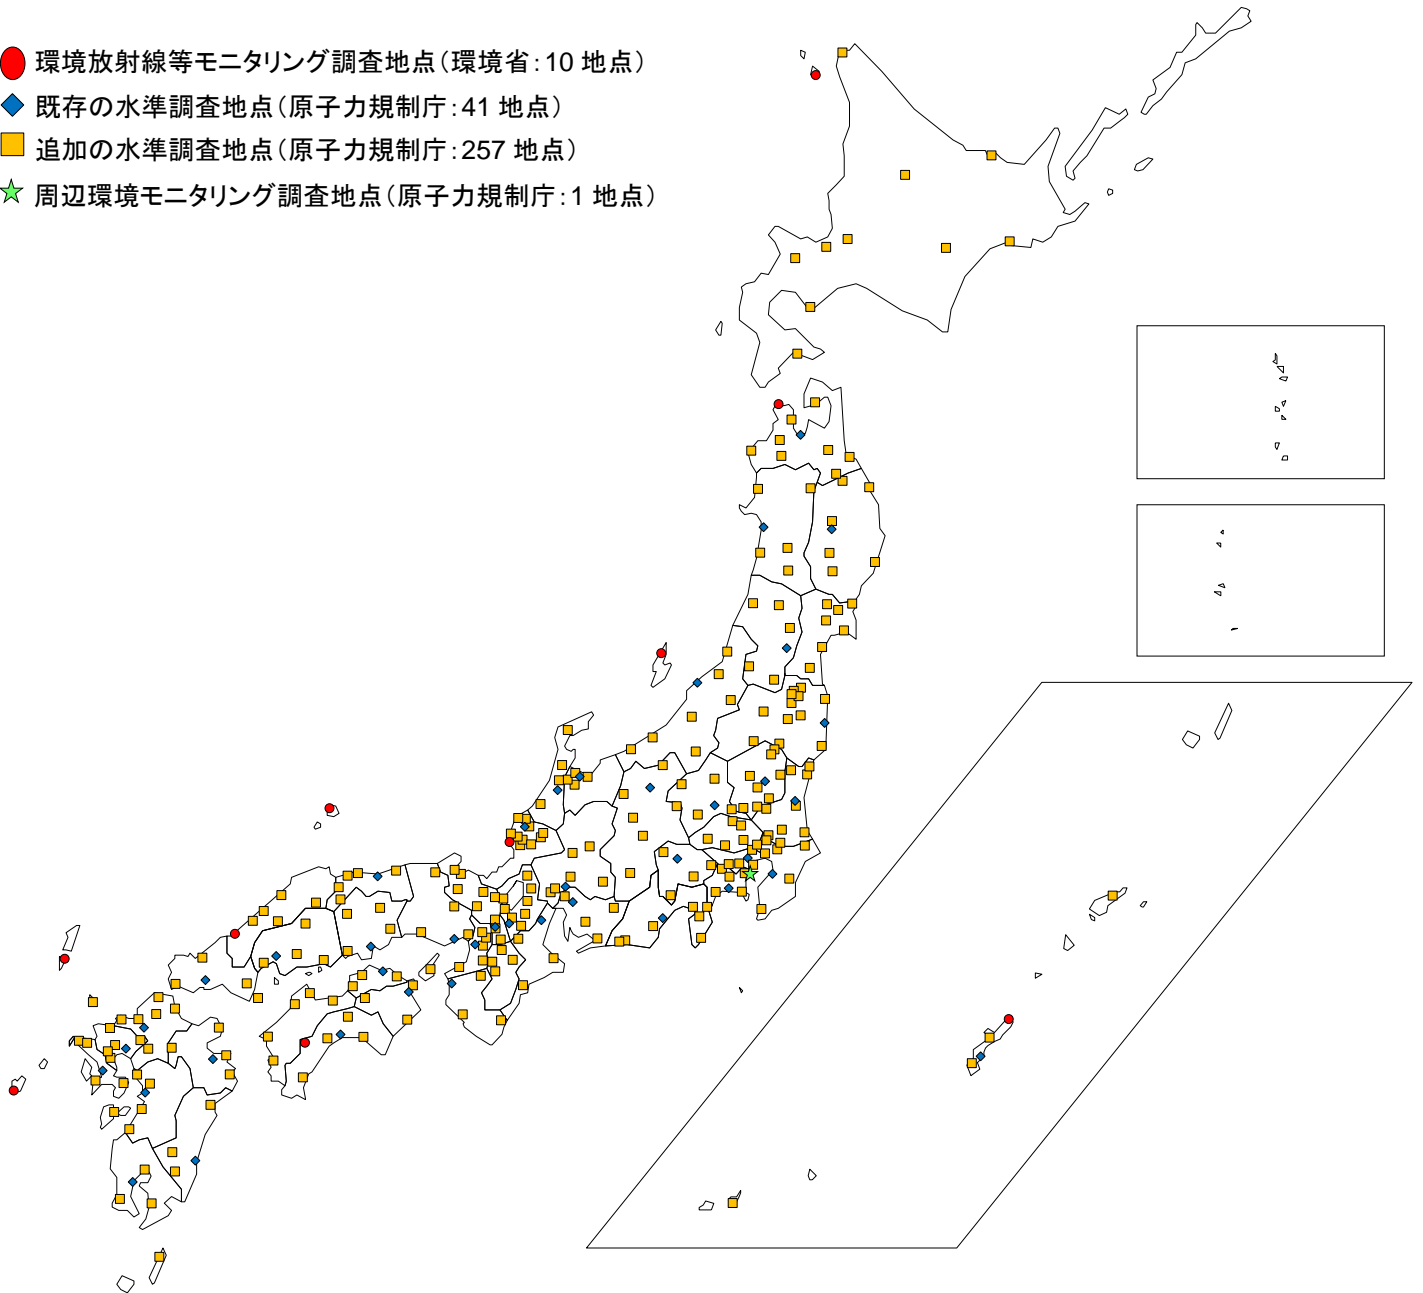 環境放射線等モニタリング調査地点（環境省：10 地点）
既存の水準調査地点（原子力規制庁：41 地点）
追加の水準調査地点（原子力規制庁：257 地点）
周辺環境モニタリング調査地点（原子力規制庁：1 地点）